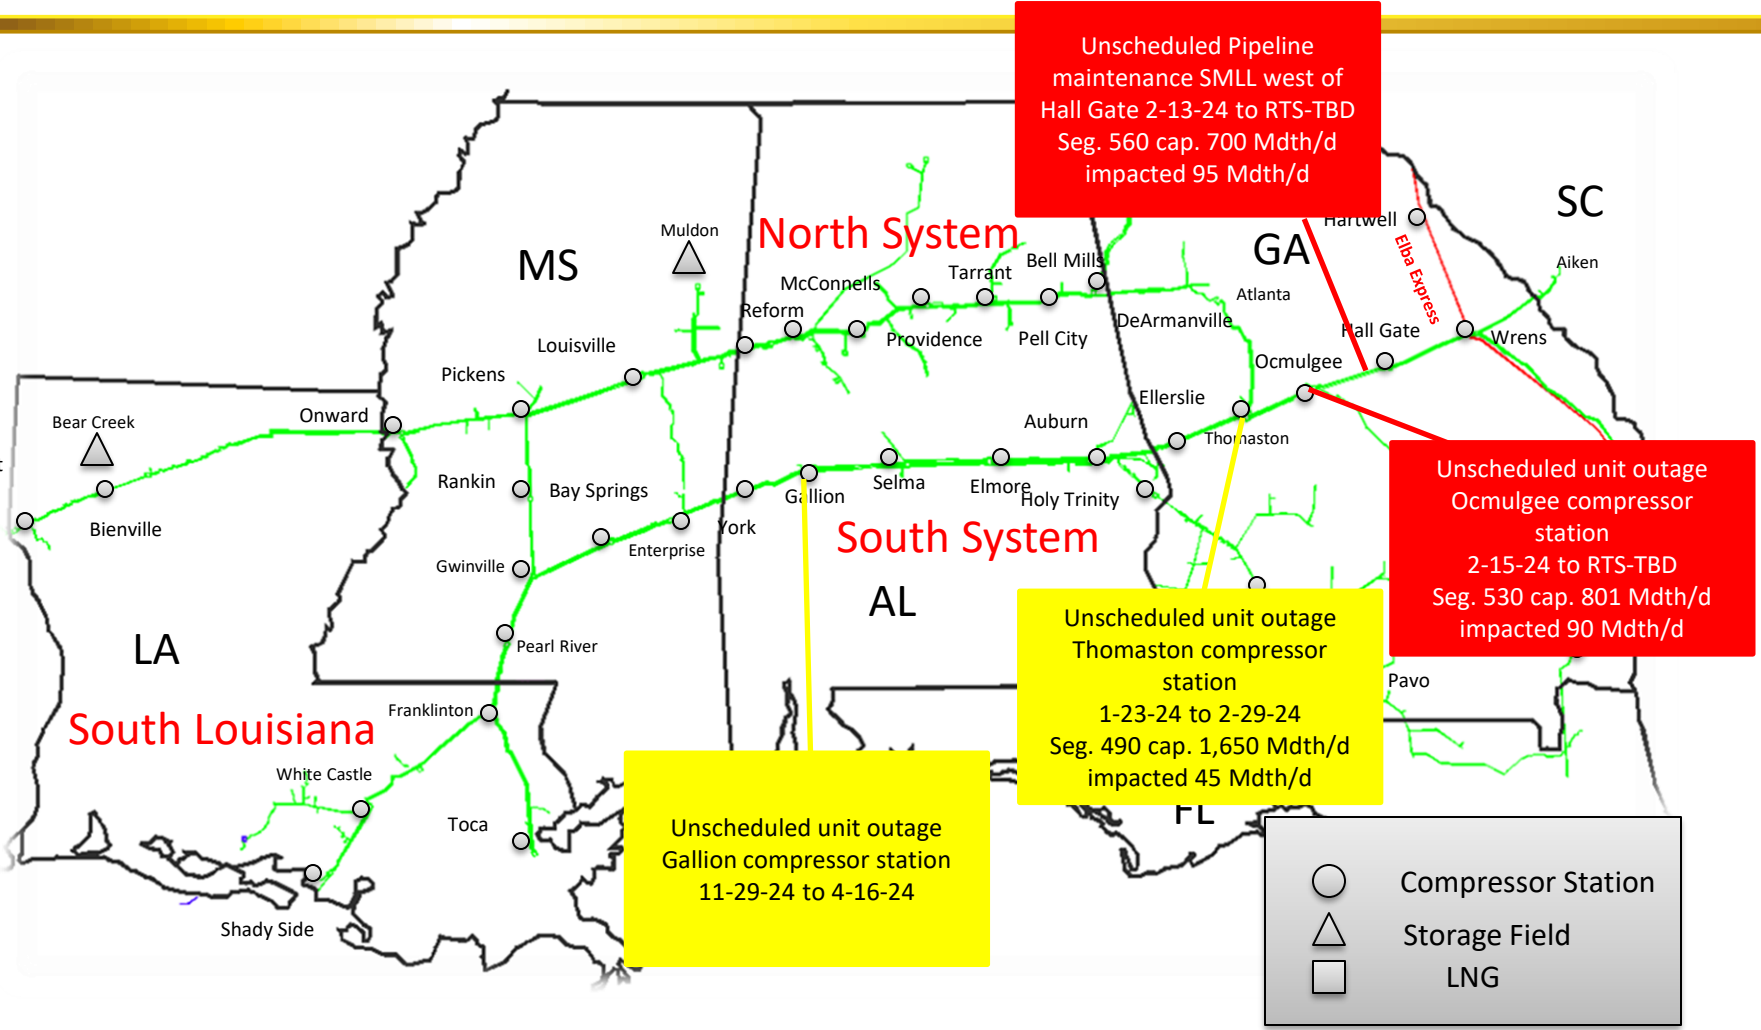 Unscheduled Pipeline
maintenance SMLL west of
Hall Gate 2-13-24 to RTS-TBD
Seg. 560 cap. 700 Mdth/d
impacted 95 Mdth/d
SC
Hartwell
Muldon
North System
GA
MS
Elba Express
Bell Mills
Aiken
Tarrant
McConnells
Atlanta
Reform
DeArmanville
Hall Gate
Wrens
Louisville
Providence
Pell City
Ocmulgee
Pickens
Ellerslie
Onward
Bear Creek
Auburn
Thomaston
Rankin
Bay Springs
Selma
Elmore
Gallion
Holy Trinity
Bienville
York
South System
Enterprise
Gwinville
Unscheduled unit outage
Ocmulgee compressor
station
2-15-24 to RTS-TBD
Seg. 530 cap. 801 Mdth/d
impacted 90 Mdth/d
AL
LA
Pearl River
Unscheduled unit outage
Thomaston compressor
station
1-23-24 to 2-29-24
Seg. 490 cap. 1,650 Mdth/d
impacted 45 Mdth/d
Pavo
Franklinton
South Louisiana
White Castle
Toca
FL
Unscheduled unit outage
Gallion compressor station
11-29-24 to 4-16-24
Shady Side
Compressor Station
Storage Field
LNG